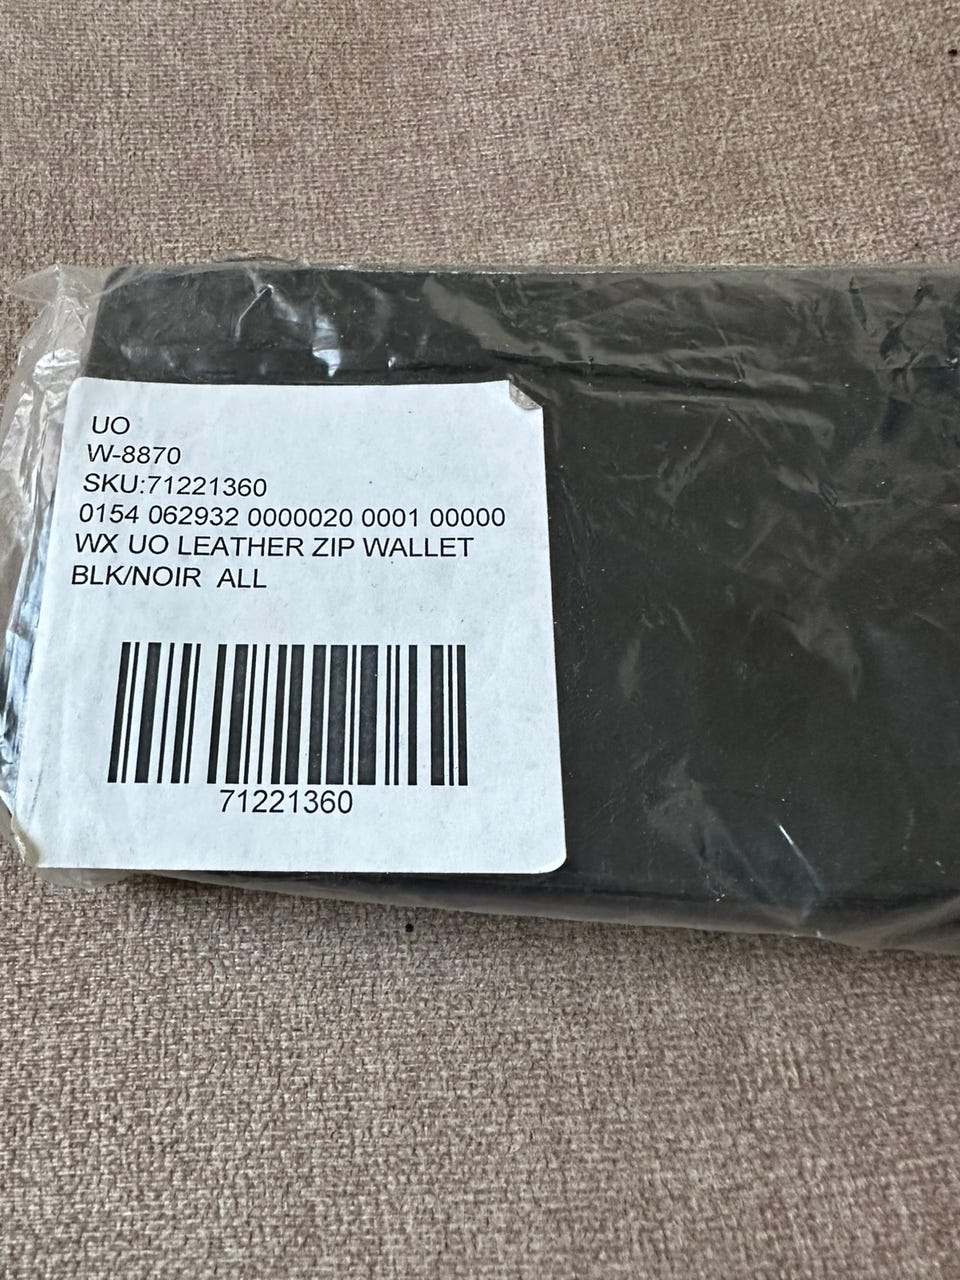 UO
W-8870
SKU:71221360
0154 062932 0000020 0001 00000
WX UO LEATHER ZIP WALLET
BLK/NOIR ALL
71221360